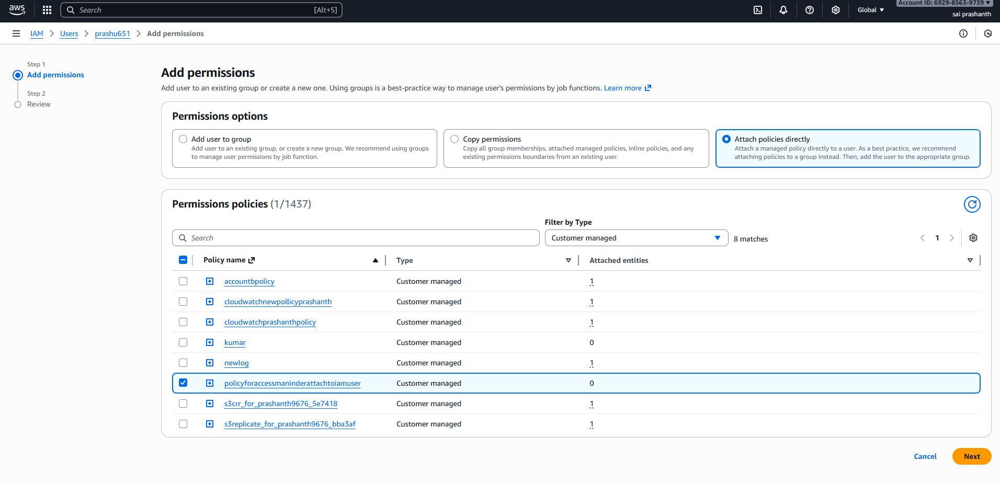 aws
Search [Alt+S]
Global
Account ID: 6929-8563-9739
sai prashanth
IAM > Users > prashu651 > Add permissions
Step 1
Add permissions
Step 2
Review
Add permissions
Add user to an existing group or create a new one. Using groups is a best-practice way to manage user's permissions by job functions. Learn more
Permissions options
Add user to group
Add user to an existing group, or create a new group. We recommend using groups
to manage user permissions by job function.
Copy permissions
Copy all group memberships, attached managed policies, inline policies, and any
existing permissions boundaries from an existing user.
Attach policies directly
Attach a managed policy directly to a user. As a best practice, we recommend
attaching policies to a group instead. Then, add the user to the appropriate group.
Permissions policies (1/1437)
Filter by Type
Search
Customer managed
8 matches
1
Policy name Type Attached entities
accountbpolicy Customer managed 1
cloudwatchnewpollicyprashanth Customer managed 1
cloudwatchprashanthpolicy Customer managed 1
kumar Customer managed 0
newlog Customer managed 1
policyforaccessmaninderattachtoiamuser Customer managed 0
s3crr_for_prashanth9676_5e7418 Customer managed 1
s3replicate_for_prashanth9676_bba3af Customer managed 1
Cancel Next